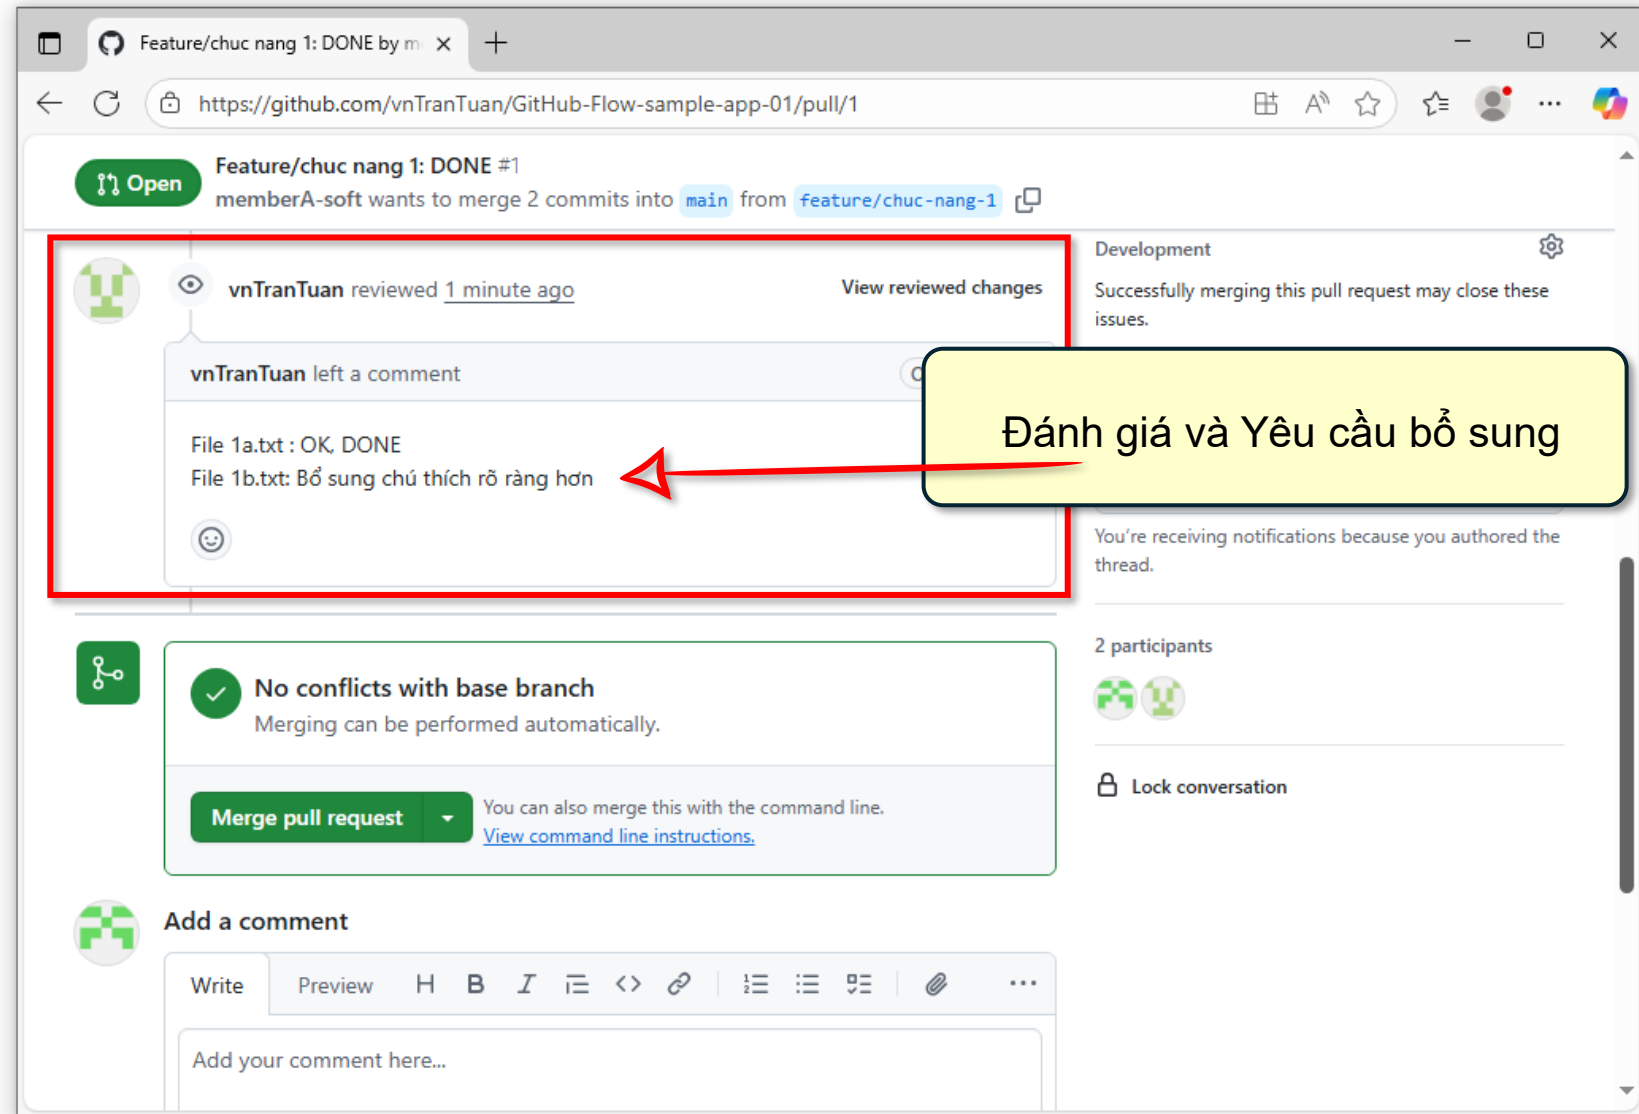 Feature/chuc nang 1: DONE by m
https://github.com/vnTranTuan/GitHub-Flow-sample-app-01/pull/1
Open
Feature/chuc nang 1: DONE #1
memberA-soft wants to merge 2 commits into main from feature/chuc-nang-1
vnTranTuan reviewed 1 minute ago
View reviewed changes
vnTranTuan left a comment
File 1a.txt : OK, DONE
File 1b.txt: Bổ sung chú thích rõ ràng hơn
Development
Successfully merging this pull request may close these
issues.
Đánh giá và Yêu cầu bổ sung
You're receiving notifications because you authored the
thread.
2 participants
Lock conversation
No conflicts with base branch
Merging can be performed automatically.
Merge pull request
You can also merge this with the command line.
View command line instructions.
Add a comment
Write
Preview
Add your comment here...